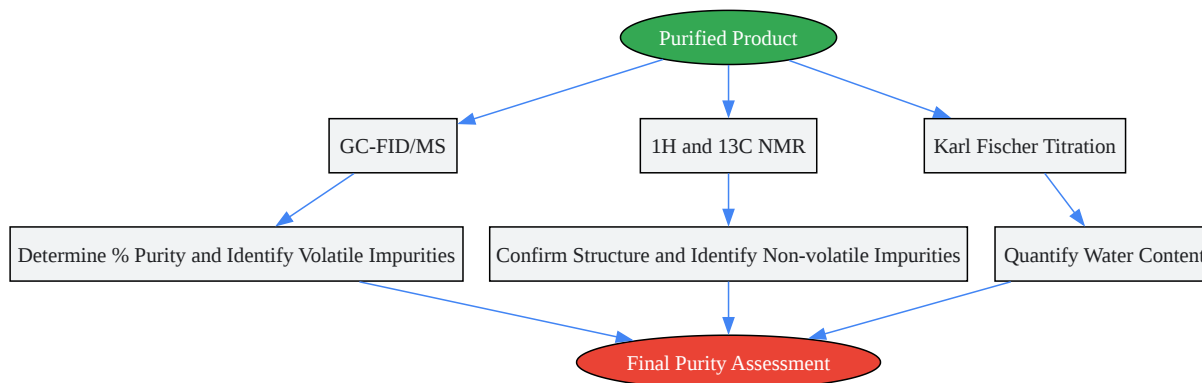 Purified Product
GC-FID/MS
1H and 13C NMR
Karl Fischer Titration
Determine % Purity and Identify Volatile Impurities
Confirm Structure and Identify Non-volatile Impurities
Quantify Water Content
Final Purity Assessment